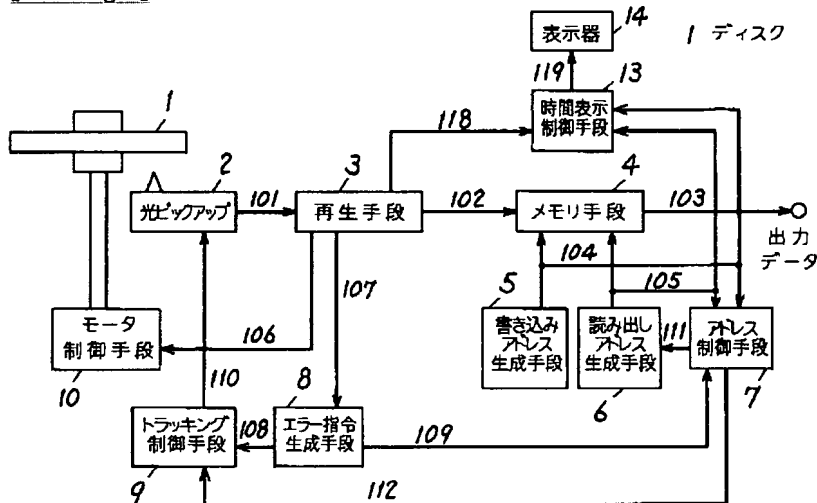 表示器
14
1 ディスク
119
13
時間表示
制御手段
118
1
2
3
4
光ピックアップ
101
再生手段
102
メモリ手段
103
出力
データ
104
105
107
5
書き込み
アドレス
生成手段
読み出し
アドレス
生成手段
6
111
アドレス
制御手段
7
モータ
制御手段
10
106
110
8
トラッキング
制御手段
9
108
エラー指令
生成手段
109
112